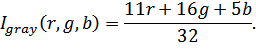 I_gray(r, g, b) = (11r + 16g + 5b) / 32.